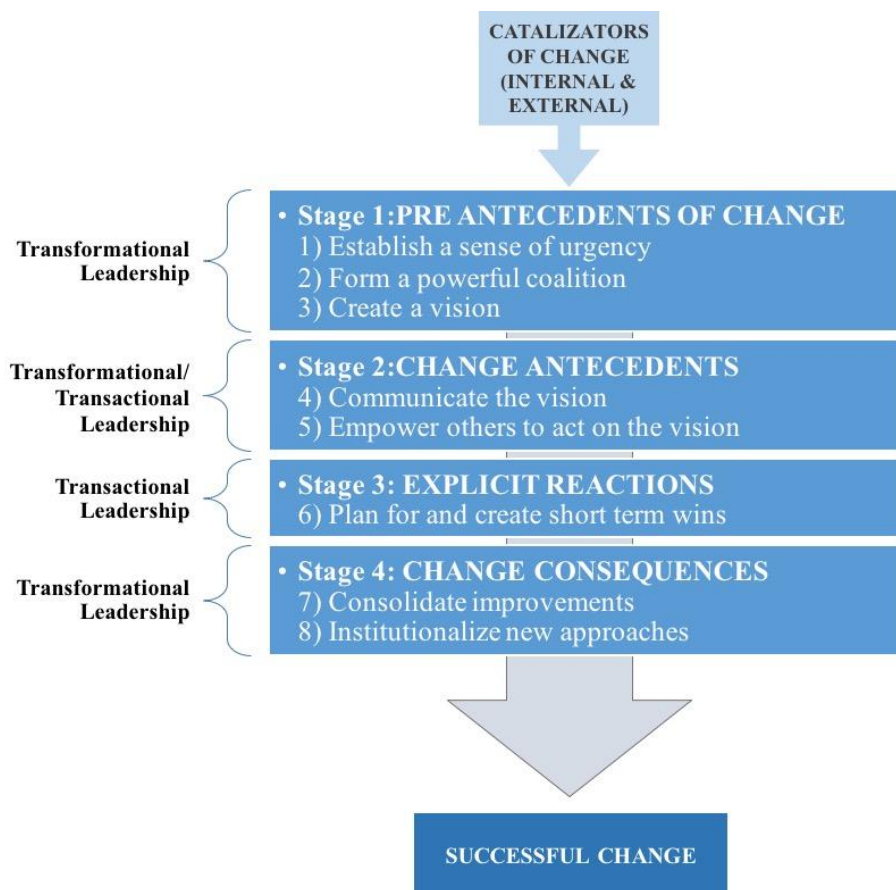 CATALIZATORS
OF CHANGE
(INTERNAL &
EXTERNAL)
Transformational
Leadership
• Stage 1:PRE ANTECEDENTS OF CHANGE
1) Establish a sense of urgency
2) Form a powerful coalition
3) Create a vision
Transformational/
Transactional
Leadership
• Stage 2:CHANGE ANTECEDENTS
4) Communicate the vision
5) Empower others to act on the vision
Transactional
Leadership
• Stage 3: EXPLICIT REACTIONS
6) Plan for and create short term wins
Transformational
Leadership
• Stage 4: CHANGE CONSEQUENCES
7) Consolidate improvements
8) Institutionalize new approaches
SUCCESSFUL CHANGE